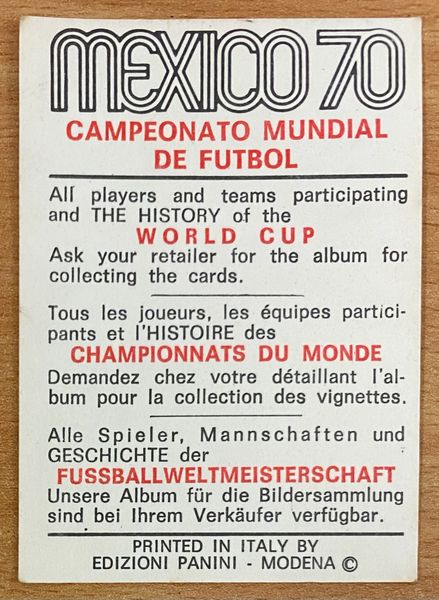 MEXICO 70
CAMPEONATO MUNDIAL
DE FUTBOL
All players and teams participating
and THE HISTORY of the
WORLD CUP
Ask your retailer for the album for
collecting the cards.
Tous les joueurs, les équipes partici-
pants et l'HISTOIRE des
CHAMPIONNATS DU MONDE
Demandez chez votre détaillant l'al-
bum pour la collection des vignettes.
Alle Spieler, Mannschaften und
GESCHICHTE der
FUSSBALLWELTMEISTERSCHAFT
Unsere Album für die Bildersammlung
sind bei Ihrem Verkäufer verfügbar.
PRINTED IN ITALY BY
EDIZIONI PANINI - MODENA ©